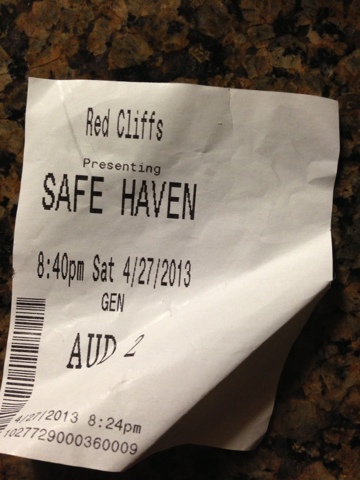 Red Cliffs
Presenting
SAFE HAVEN
8:40pm Sat 4/27/2013
GEN
AUD 2
4/27/2013 8:24pm
10277290000360009